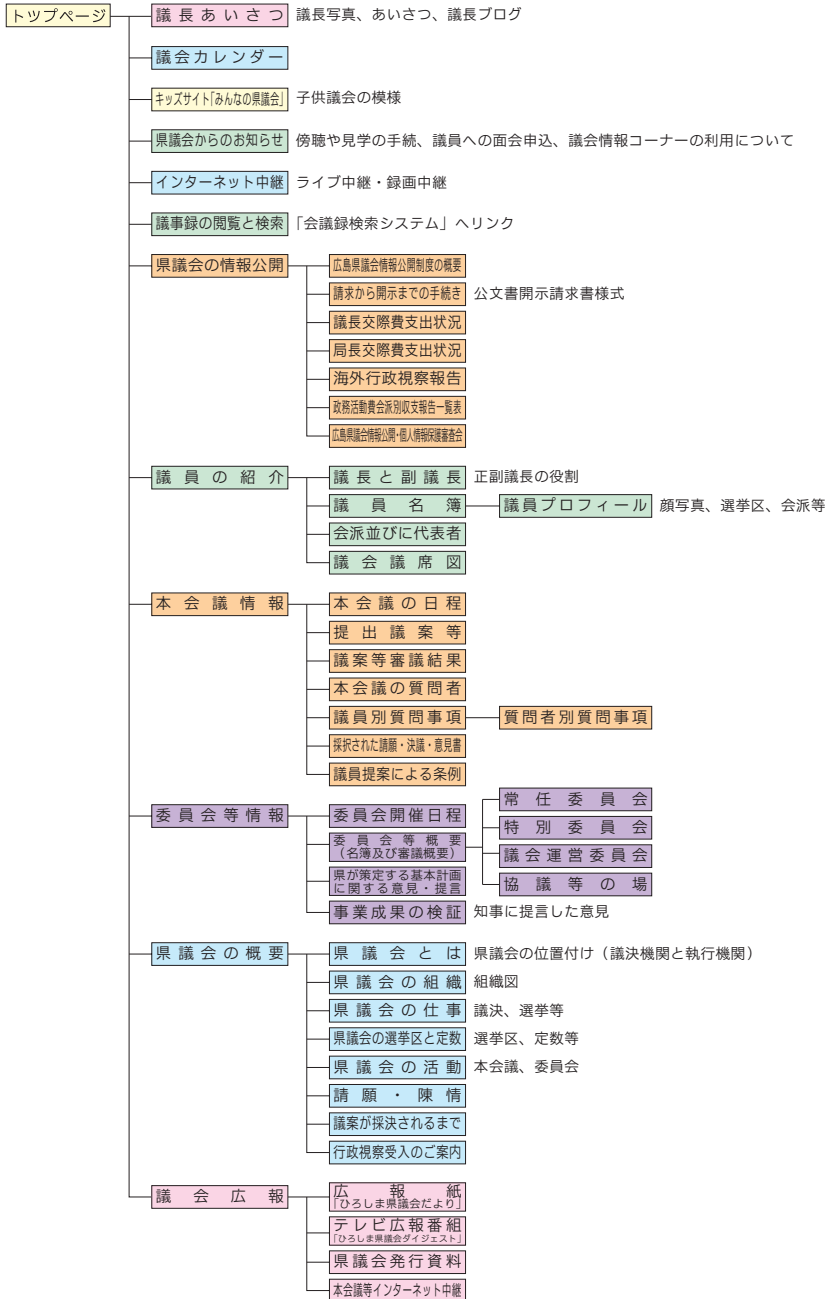 トップページ
議長あいさつ 議長写真、あいさつ、議長ブログ
議会カレンダー
キッズサイト「みんなの県議会」 子供議会の模様
県議会からのお知らせ 傍聴や見学の手続、議員への面会申込、議会情報コーナーの利用について
インターネット中継 ライブ中継・録画中継
議事録の閲覧と検索 「会議録検索システム」へリンク
県議会の情報公開 広島県議会情報公開制度の概要
請求から開示までの手続き 公文書開示請求書様式
議長交際費支出状況
局長交際費支出状況
海外行政視察報告
政務活動費会派別収支報告一覧表
広島県議会情報公開・個人情報保護審査会
議員の紹介 議長と副議長 正副議長の役割
議員名簿 議員プロフィール 顔写真、選挙区、会派等
会派並びに代表者
議会議席図
本会議情報 本会議の日程
提出議案等
議案等審議結果
本会議の質問者
議員別質問事項 質問者別質問事項
採択された請願・決議・意見書
議員提案による条例
委員会等情報 委員会開催日程
委員会等概要
(名簿及び審議概要)
常任委員会
特別委員会
議会運営委員会
協議等の場
県が策定する基本計画
に関する意見・提言
事業成果の検証 知事に提言した意見
県議会の概要 県議会とは 県議会の位置付け(議決機関と執行機関)
県議会の組織 組織図
県議会の仕事 議決、選挙等
県議会の選挙区と定数 選挙区、定数等
県議会の活動 本会議、委員会
請願・陳情
議案が採決されるまで
行政視察受入のご案内
議会広報 広報紙
「ひろしま県議会だより」
テレビ広報番組
「ひろしま県議会ダイジェスト」
県議会発行資料
本会議等インターネット中継